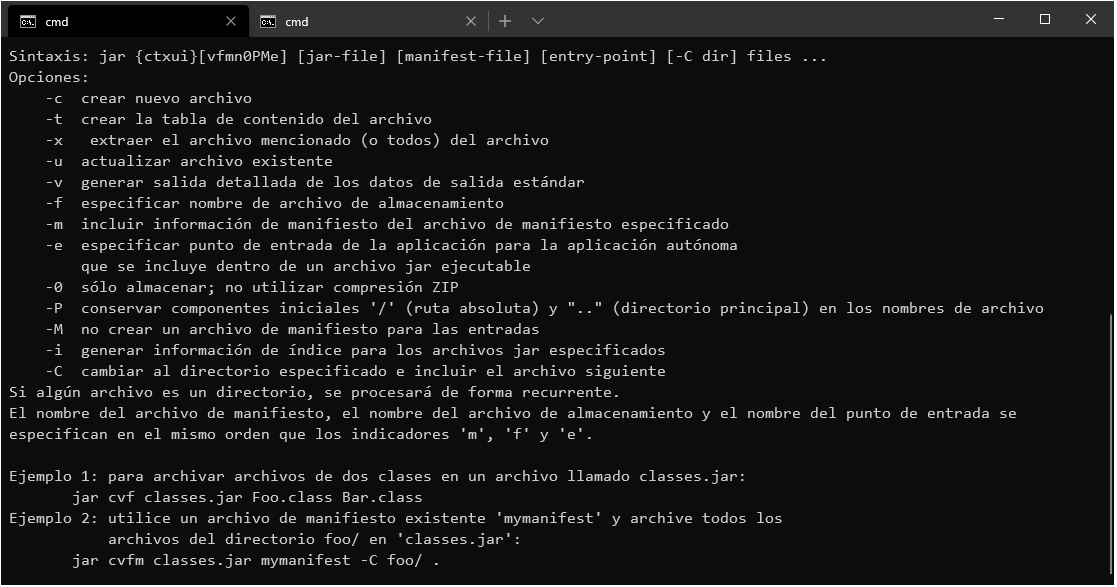 cmd
cmd
Sintaxis: jar {ctxui}[vfmn0PMe] [jar-file] [manifest-file] [entry-point] [-C dir] files ...
Opciones:
    -c  crear nuevo archivo
    -t  crear la tabla de contenido del archivo
    -x   extraer el archivo mencionado (o todos) del archivo
    -u  actualizar archivo existente
    -v  generar salida detallada de los datos de salida estándar
    -f  especificar nombre de archivo de almacenamiento
    -m  incluir información de manifiesto del archivo de manifiesto especificado
    -e  especificar punto de entrada de la aplicación para la aplicación autónoma
        que se incluye dentro de un archivo jar ejecutable
    -0  sólo almacenar; no utilizar compresión ZIP
    -P  conservar componentes iniciales '/' (ruta absoluta) y ".." (directorio principal) en los nombres de archivo
    -M  no crear un archivo de manifiesto para las entradas
    -i  generar información de índice para los archivos jar especificados
    -C  cambiar al directorio especificado e incluir el archivo siguiente
Si algún archivo es un directorio, se procesará de forma recurrente.
El nombre del archivo de manifiesto, el nombre del archivo de almacenamiento y el nombre del punto de entrada se
especifican en el mismo orden que los indicadores 'm', 'f' y 'e'.

Ejemplo 1: para archivar archivos de dos clases en un archivo llamado classes.jar:
       jar cvf classes.jar Foo.class Bar.class
Ejemplo 2: utilice un archivo de manifiesto existente 'mymanifest' y archive todos los
           archivos del directorio foo/ en 'classes.jar':
       jar cvfm classes.jar mymanifest -C foo/ .